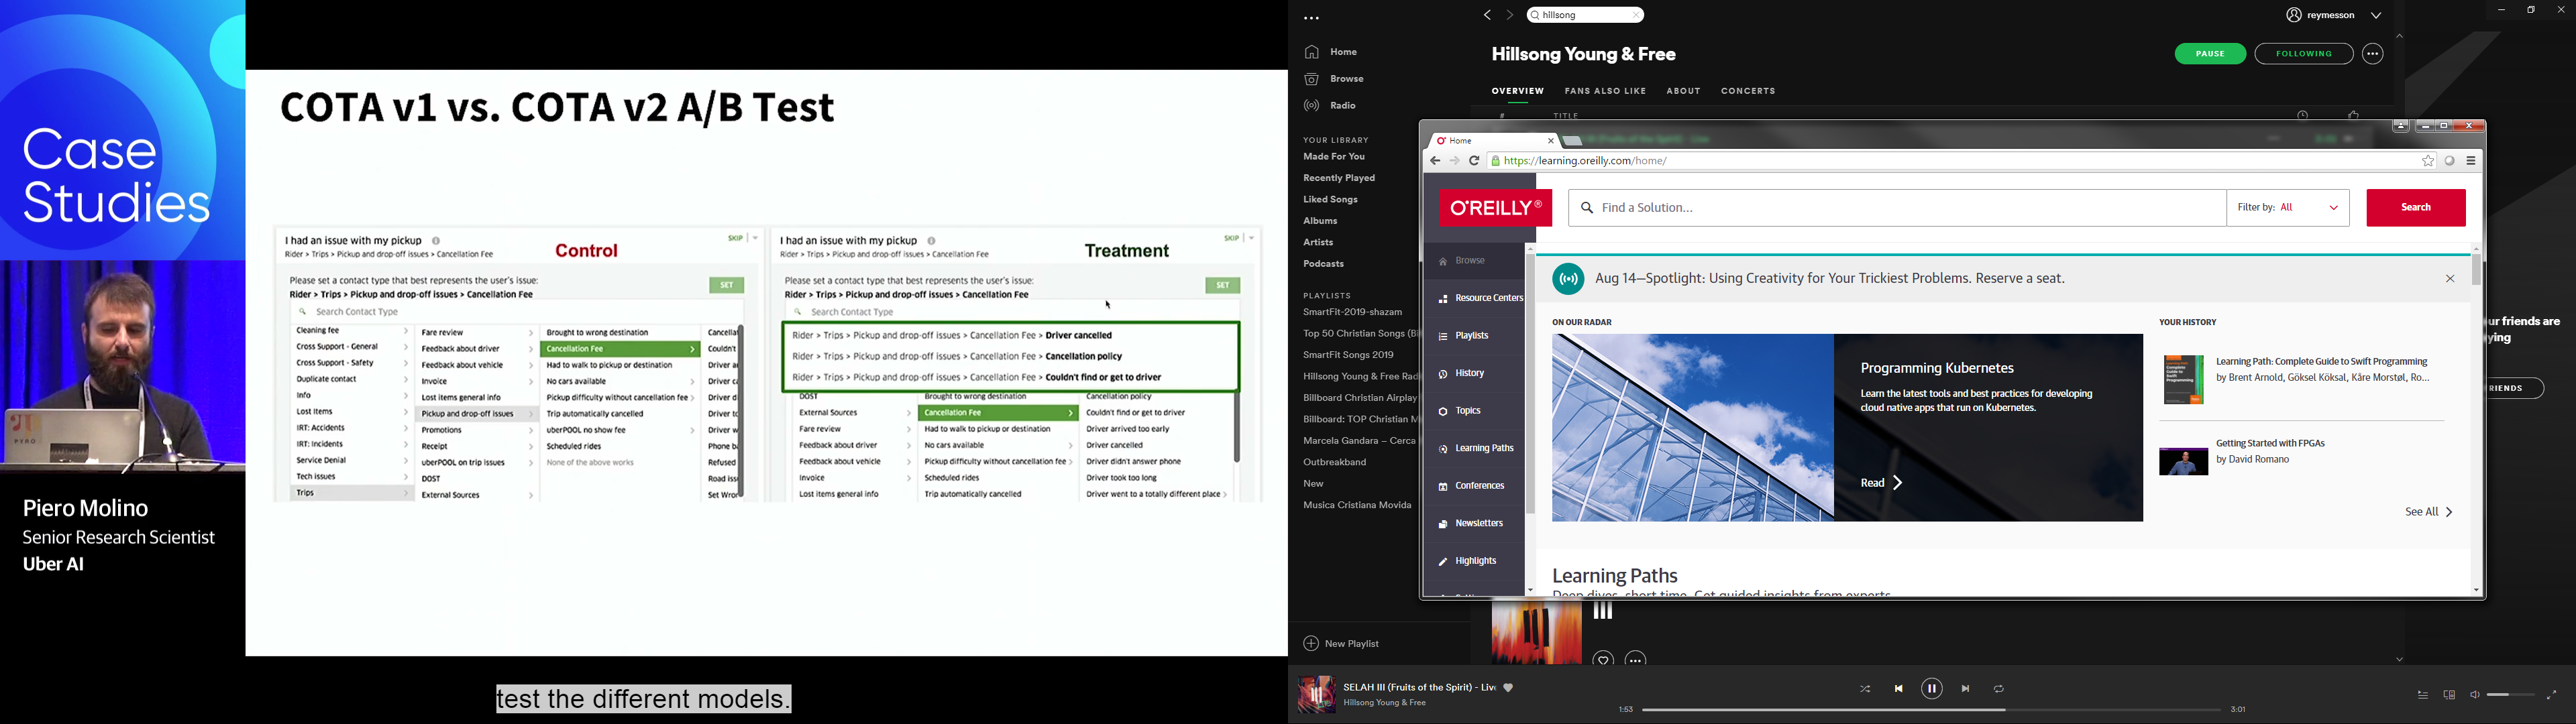 Case
Studies
Piero Molino
Senior Research Scientist
Uber AI
COTA v1 vs. COTA v2 A/B Test
I had an issue with my pickup
SKIP
Rider > Trips > Pickup and drop-off issues > Cancellation Fee
Control
Please set a contact type that best represents the user's issue:
SET
Rider > Trips > Pickup and drop-off issues > Cancellation Fee
Search Contact Type
Cleaning fee
Cross Support - General
Cross Support - Safety
Duplicate contact
Info
Lost Items
IRT: Accidents
IRT: Incidents
Service Denial
Tech issues
Trips
Fare review
Feedback about driver
Feedback about vehicle
Invoice
Lost items general info
Pickup and drop-off issues
Promotions
Receipt
uberPOOL on trip issues
DOST
External Sources
Brought to wrong destination
Cancellation Fee
Had to walk to pickup or destination
No cars available
Pickup difficulty without cancellation fee
Trip automatically cancelled
uberPOOL no show fee
Scheduled rides
None of the above works
I had an issue with my pickup
SKIP
Rider > Trips > Pickup and drop-off issues > Cancellation Fee
Treatment
Please set a contact type that best represents the user's issue:
SET
Rider > Trips > Pickup and drop-off issues > Cancellation Fee
Search Contact Type
Rider > Trips > Pickup and drop-off issues > Cancellation Fee > Driver cancelled
Rider > Trips > Pickup and drop-off issues > Cancellation Fee > Cancellation policy
Rider > Trips > Pickup and drop-off issues > Cancellation Fee > Couldn't find or get to driver
DOST
External Sources
Fare review
Feedback about driver
Feedback about vehicle
Invoice
Lost items general info
Brought to wrong destination
Cancellation Fee
Had to walk to pickup or destination
No cars available
Pickup difficulty without cancellation fee
Scheduled rides
Trip automatically cancelled
Cancellation policy
Couldn't find or get to driver
Driver arrived too early
Driver cancelled
Driver didn't answer phone
Driver took too long
Driver went to a totally different place
test the different models.
hillsong
reymesson
Home
Browse
Radio
YOUR LIBRARY
Made For You
Recently Played
Liked Songs
Albums
Artists
Podcasts
PLAYLISTS
SmartFit-2019-shazam
Top 50 Christian Songs (Bi
SmartFit Songs 2019
Hillsong Young & Free Rad
Billboard Christian Airplay
Billboard: TOP Christian M
Marcela Gandara – Cerca
Outbreakband
New
Musica Cristiana Movida
New Playlist
Hillsong Young & Free
PAUSE
FOLLOWING
OVERVIEW FANS ALSO LIKE ABOUT CONCERTS
# TITLE
Home
https://learning.oreilly.com/home/
O'REILLY®
Find a Solution...
Filter by: All
Search
Browse
Resource Centers
Playlists
History
Topics
Learning Paths
Conferences
Newsletters
Highlights
Aug 14—Spotlight: Using Creativity for Your Trickiest Problems. Reserve a seat.
ON OUR RADAR
Programming Kubernetes
Learn the latest tools and best practices for developing
cloud native apps that run on Kubernetes.
Read
YOUR HISTORY
Learning Path: Complete Guide to Swift Programming
by Brent Arnold, Göksel Köksal, Kåre Morstøl, Ro...
Getting Started with FPGAs
by David Romano
See All
Learning Paths
Deep dives, short time. Get guided insights from experts
ur friends are
ying
RIENDS
III
SELAH III (Fruits of the Spirit) - Liv
Hillsong Young & Free
1:53
3:01